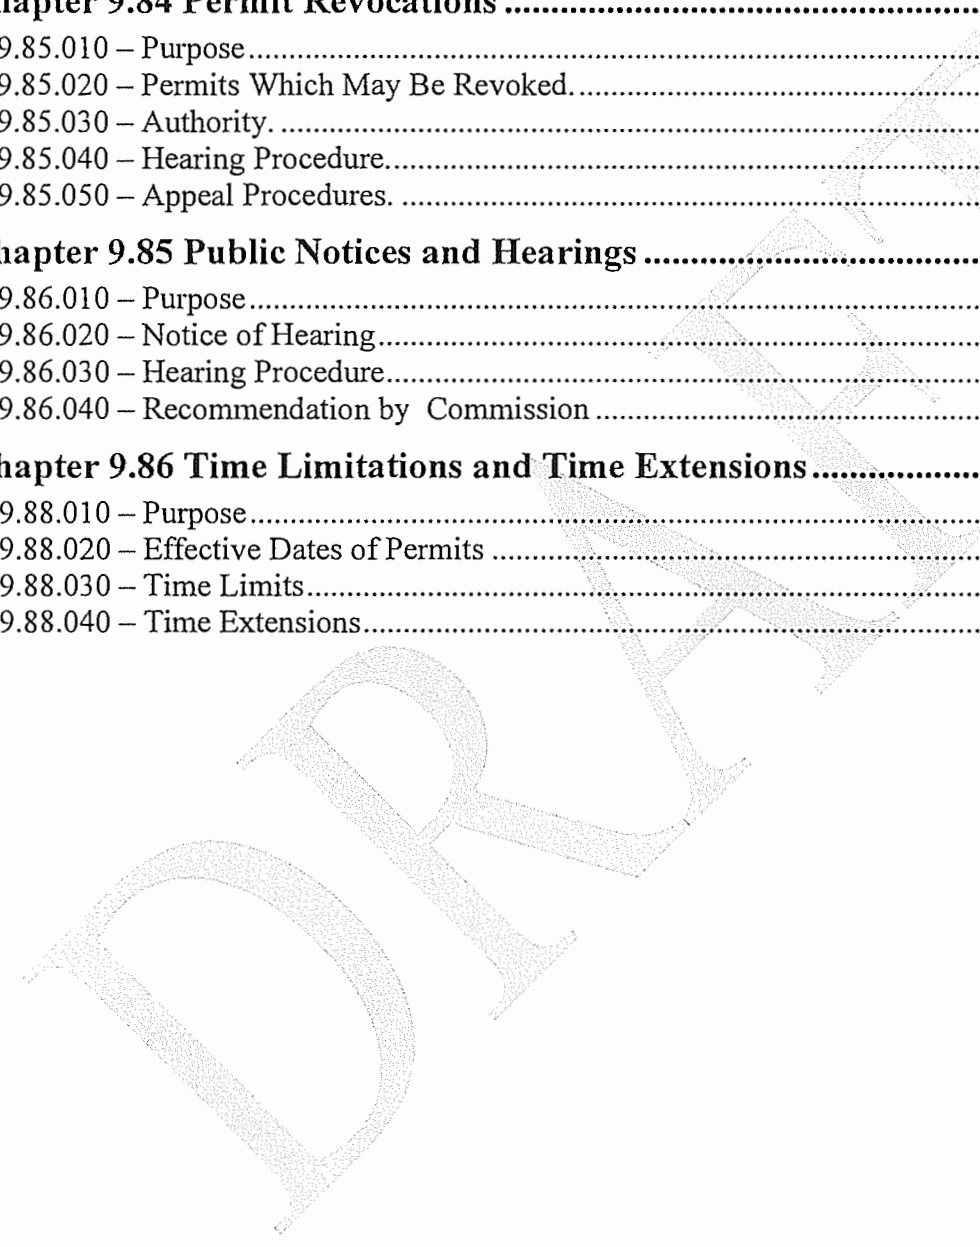 hapter 9.84 Permit Revocations ..................................................
9.85.010 – Purpose..................................................
9.85.020 – Permits Which May Be Revoked...................................................
9.85.030 – Authority. ..................................................
9.85.040 – Hearing Procedure..................................................
9.85.050 – Appeal Procedures. ..................................................
hapter 9.85 Public Notices and Hearings ..................................................
9.86.010 – Purpose..................................................
9.86.020 – Notice of Hearing..................................................
9.86.030 – Hearing Procedure..................................................
9.86.040 – Recommendation by Commission ..................................................
hapter 9.86 Time Limitations and Time Extensions..................................................
9.88.010 – Purpose..................................................
9.88.020 – Effective Dates of Permits ..................................................
9.88.030 – Time Limits..................................................
9.88.040 – Time Extensions..................................................
DRAFT